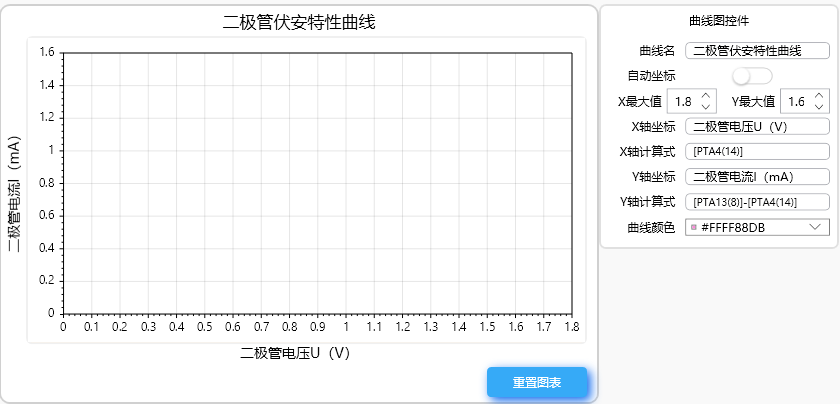 二极管伏安特性曲线
1.6
1.4
1.2
1
0.8
0.6
0.4
0.2
0
二极管电流I（mA）
0 0.1 0.2 0.3 0.4 0.5 0.6 0.7 0.8 0.9 1 1.1 1.2 1.3 1.4 1.5 1.6 1.7 1.8
二极管电压U（V）
重置图表
曲线图控件
曲线名 二极管伏安特性曲线
自动坐标
X最大值 1.8 Y最大值 1.6
X轴坐标 二极管电压U（V）
X轴计算式 [PTA4(14)]
Y轴坐标 二极管电流I（mA）
Y轴计算式 [PTA13(8)]-[PTA4(14)]
曲线颜色 #FFFF88DB